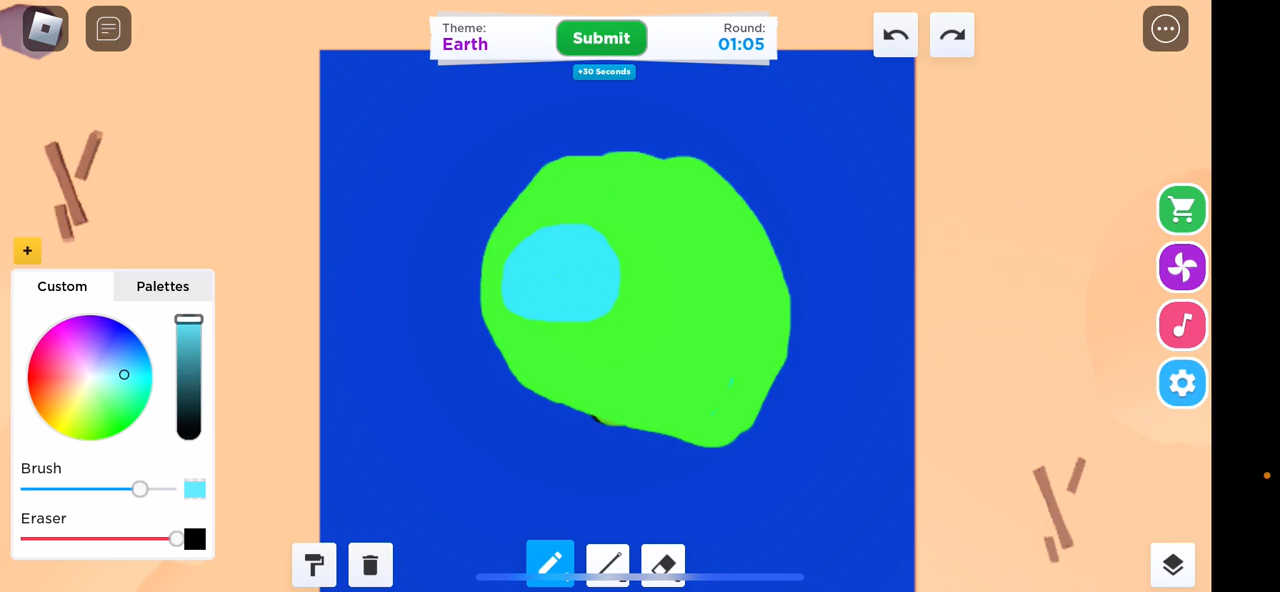 Theme:
Earth
Submit
Round:
01:05
+30 Seconds
+
Custom
Palettes
Brush
Eraser